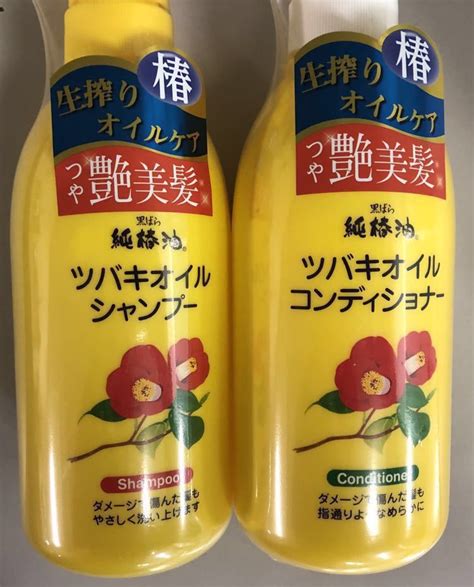 椿
生搾り
オイルケア
つや艶美髪
黒ばら
純椿油®
ツバキオイル
シャンプー
Shampoo
ダメージで傷んだ髪も
やさしく洗い上げます
椿
生搾り
オイルケア
つや艶美髪
黒ばら
純椿油®
ツバキオイル
コンディショナー
Conditioner
ダメージで傷んだ髪も
指通りよくなめらかに